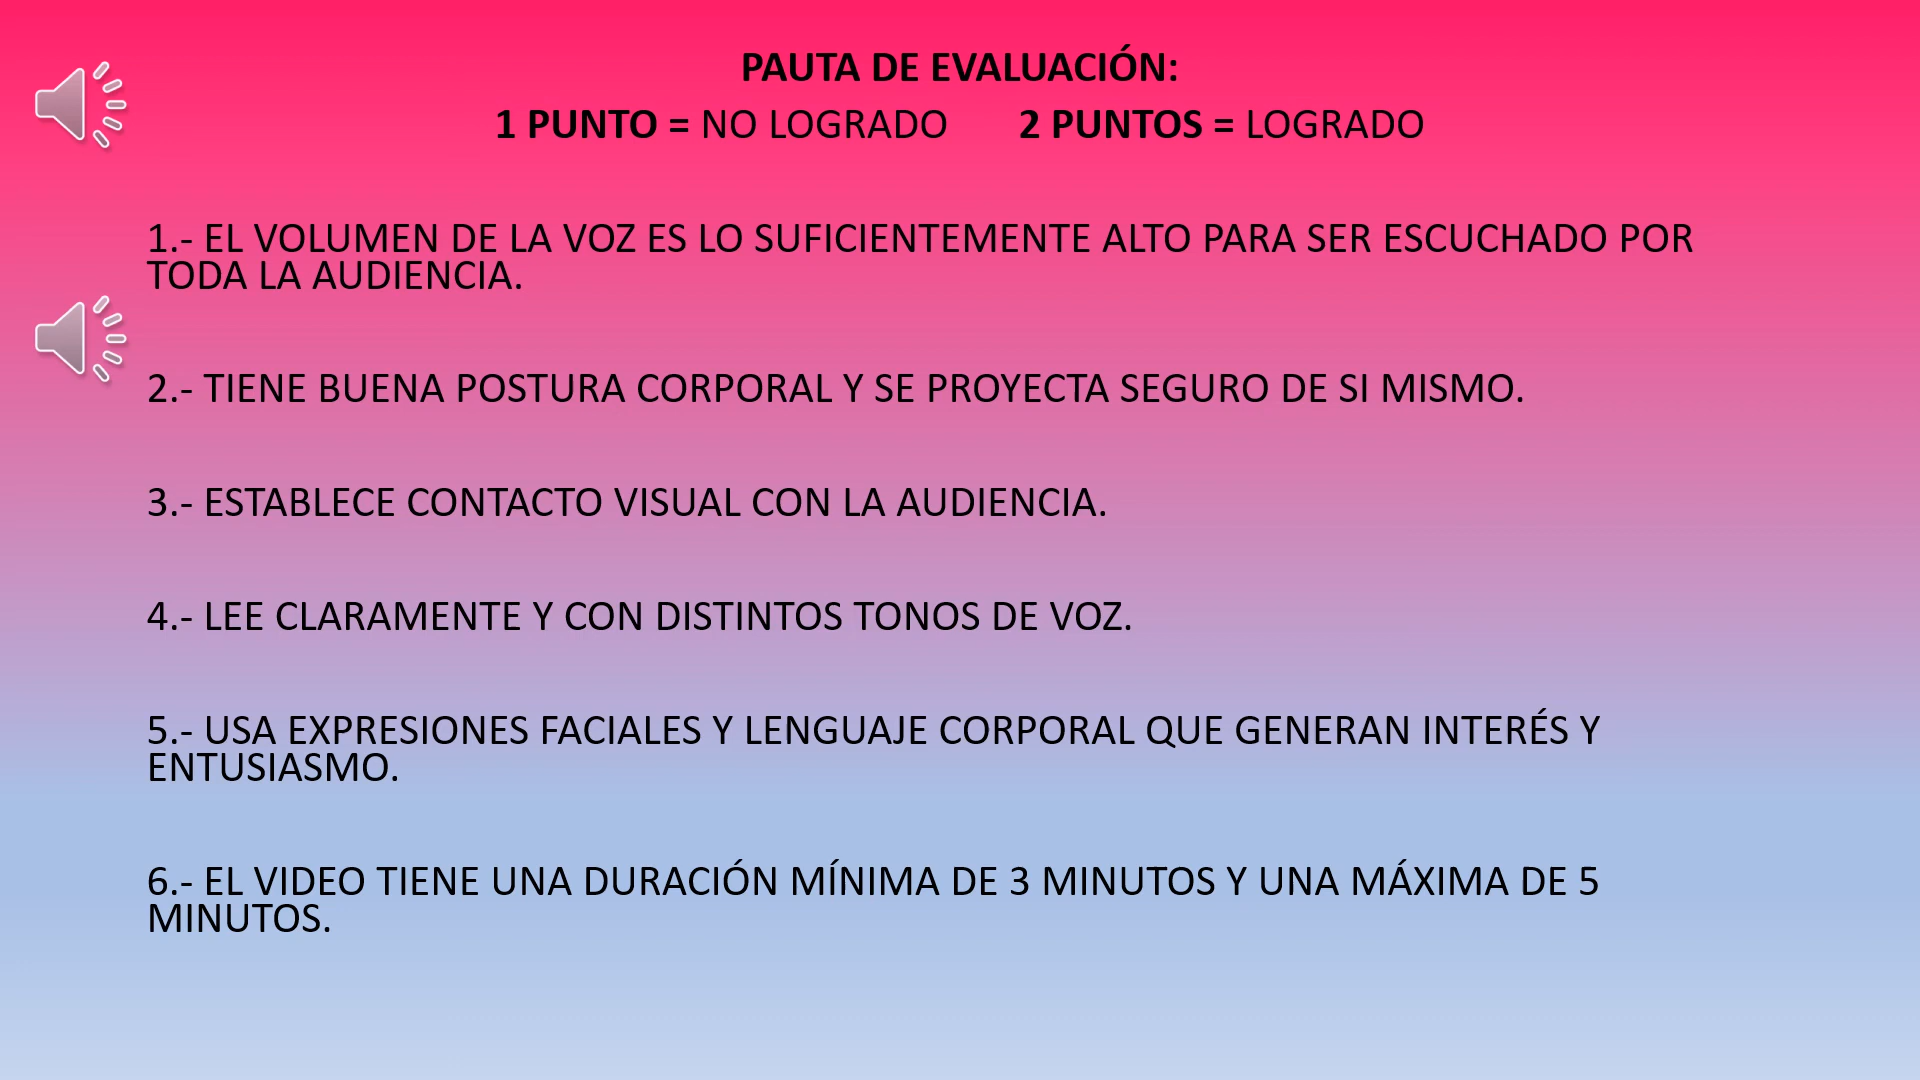 PAUTA DE EVALUACIÓN:
1 PUNTO = NO LOGRADO 2 PUNTOS = LOGRADO
1.- EL VOLUMEN DE LA VOZ ES LO SUFICIENTEMENTE ALTO PARA SER ESCUCHADO POR
TODA LA AUDIENCIA.
2.- TIENE BUENA POSTURA CORPORAL Y SE PROYECTA SEGURO DE SI MISMO.
3.- ESTABLECE CONTACTO VISUAL CON LA AUDIENCIA.
4.- LEE CLARAMENTE Y CON DISTINTOS TONOS DE VOZ.
5.- USA EXPRESIONES FACIALES Y LENGUAJE CORPORAL QUE GENERAN INTERÉS Y
ENTUSIASMO.
6.- EL VIDEO TIENE UNA DURACIÓN MÍNIMA DE 3 MINUTOS Y UNA MÁXIMA DE 5
MINUTOS.